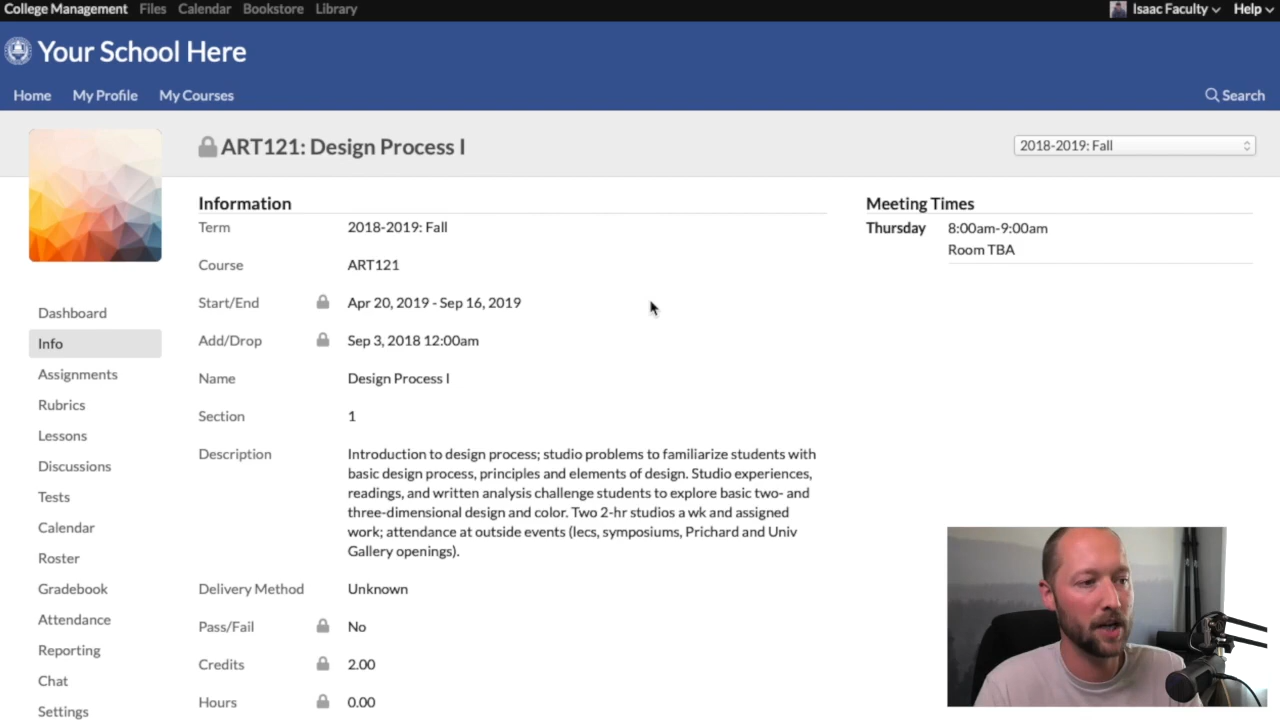 College Management Files Calendar Bookstore Library Isaac Faculty Help
Your School Here
Home My Profile My Courses Search
ART121: Design Process I 2018-2019: Fall
Information
Term 2018-2019: Fall
Course ART121
Start/End Apr 20, 2019 - Sep 16, 2019
Add/Drop Sep 3, 2018 12:00am
Name Design Process I
Section 1
Description Introduction to design process; studio problems to familiarize students with
basic design process, principles and elements of design. Studio experiences,
readings, and written analysis challenge students to explore basic two- and
three-dimensional design and color. Two 2-hr studios a wk and assigned
work; attendance at outside events (lecs, symposiums, Prichard and Univ
Gallery openings).
Delivery Method Unknown
Pass/Fail No
Credits 2.00
Hours 0.00
Meeting Times
Thursday 8:00am-9:00am
Room TBA
Dashboard
Info
Assignments
Rubrics
Lessons
Discussions
Tests
Calendar
Roster
Gradebook
Attendance
Reporting
Chat
Settings